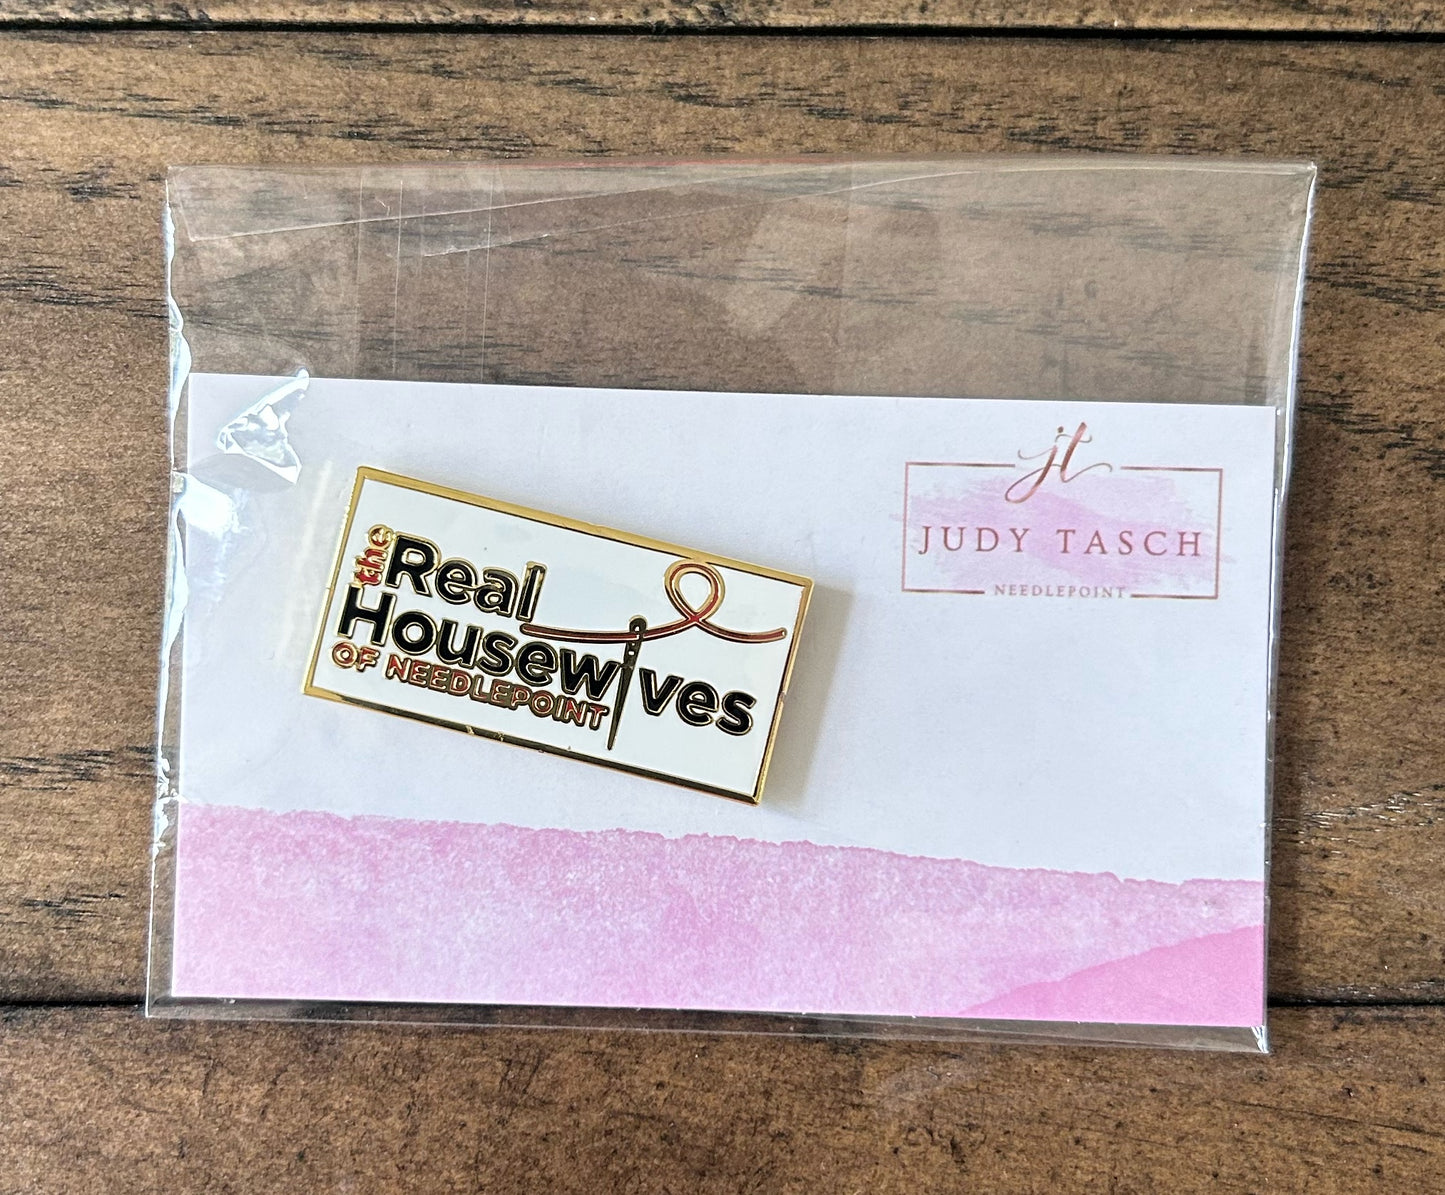 the
Real
Housewives
OF NEEDLEPOINT
jt
JUDY TASCH
NEEDLEPOINT